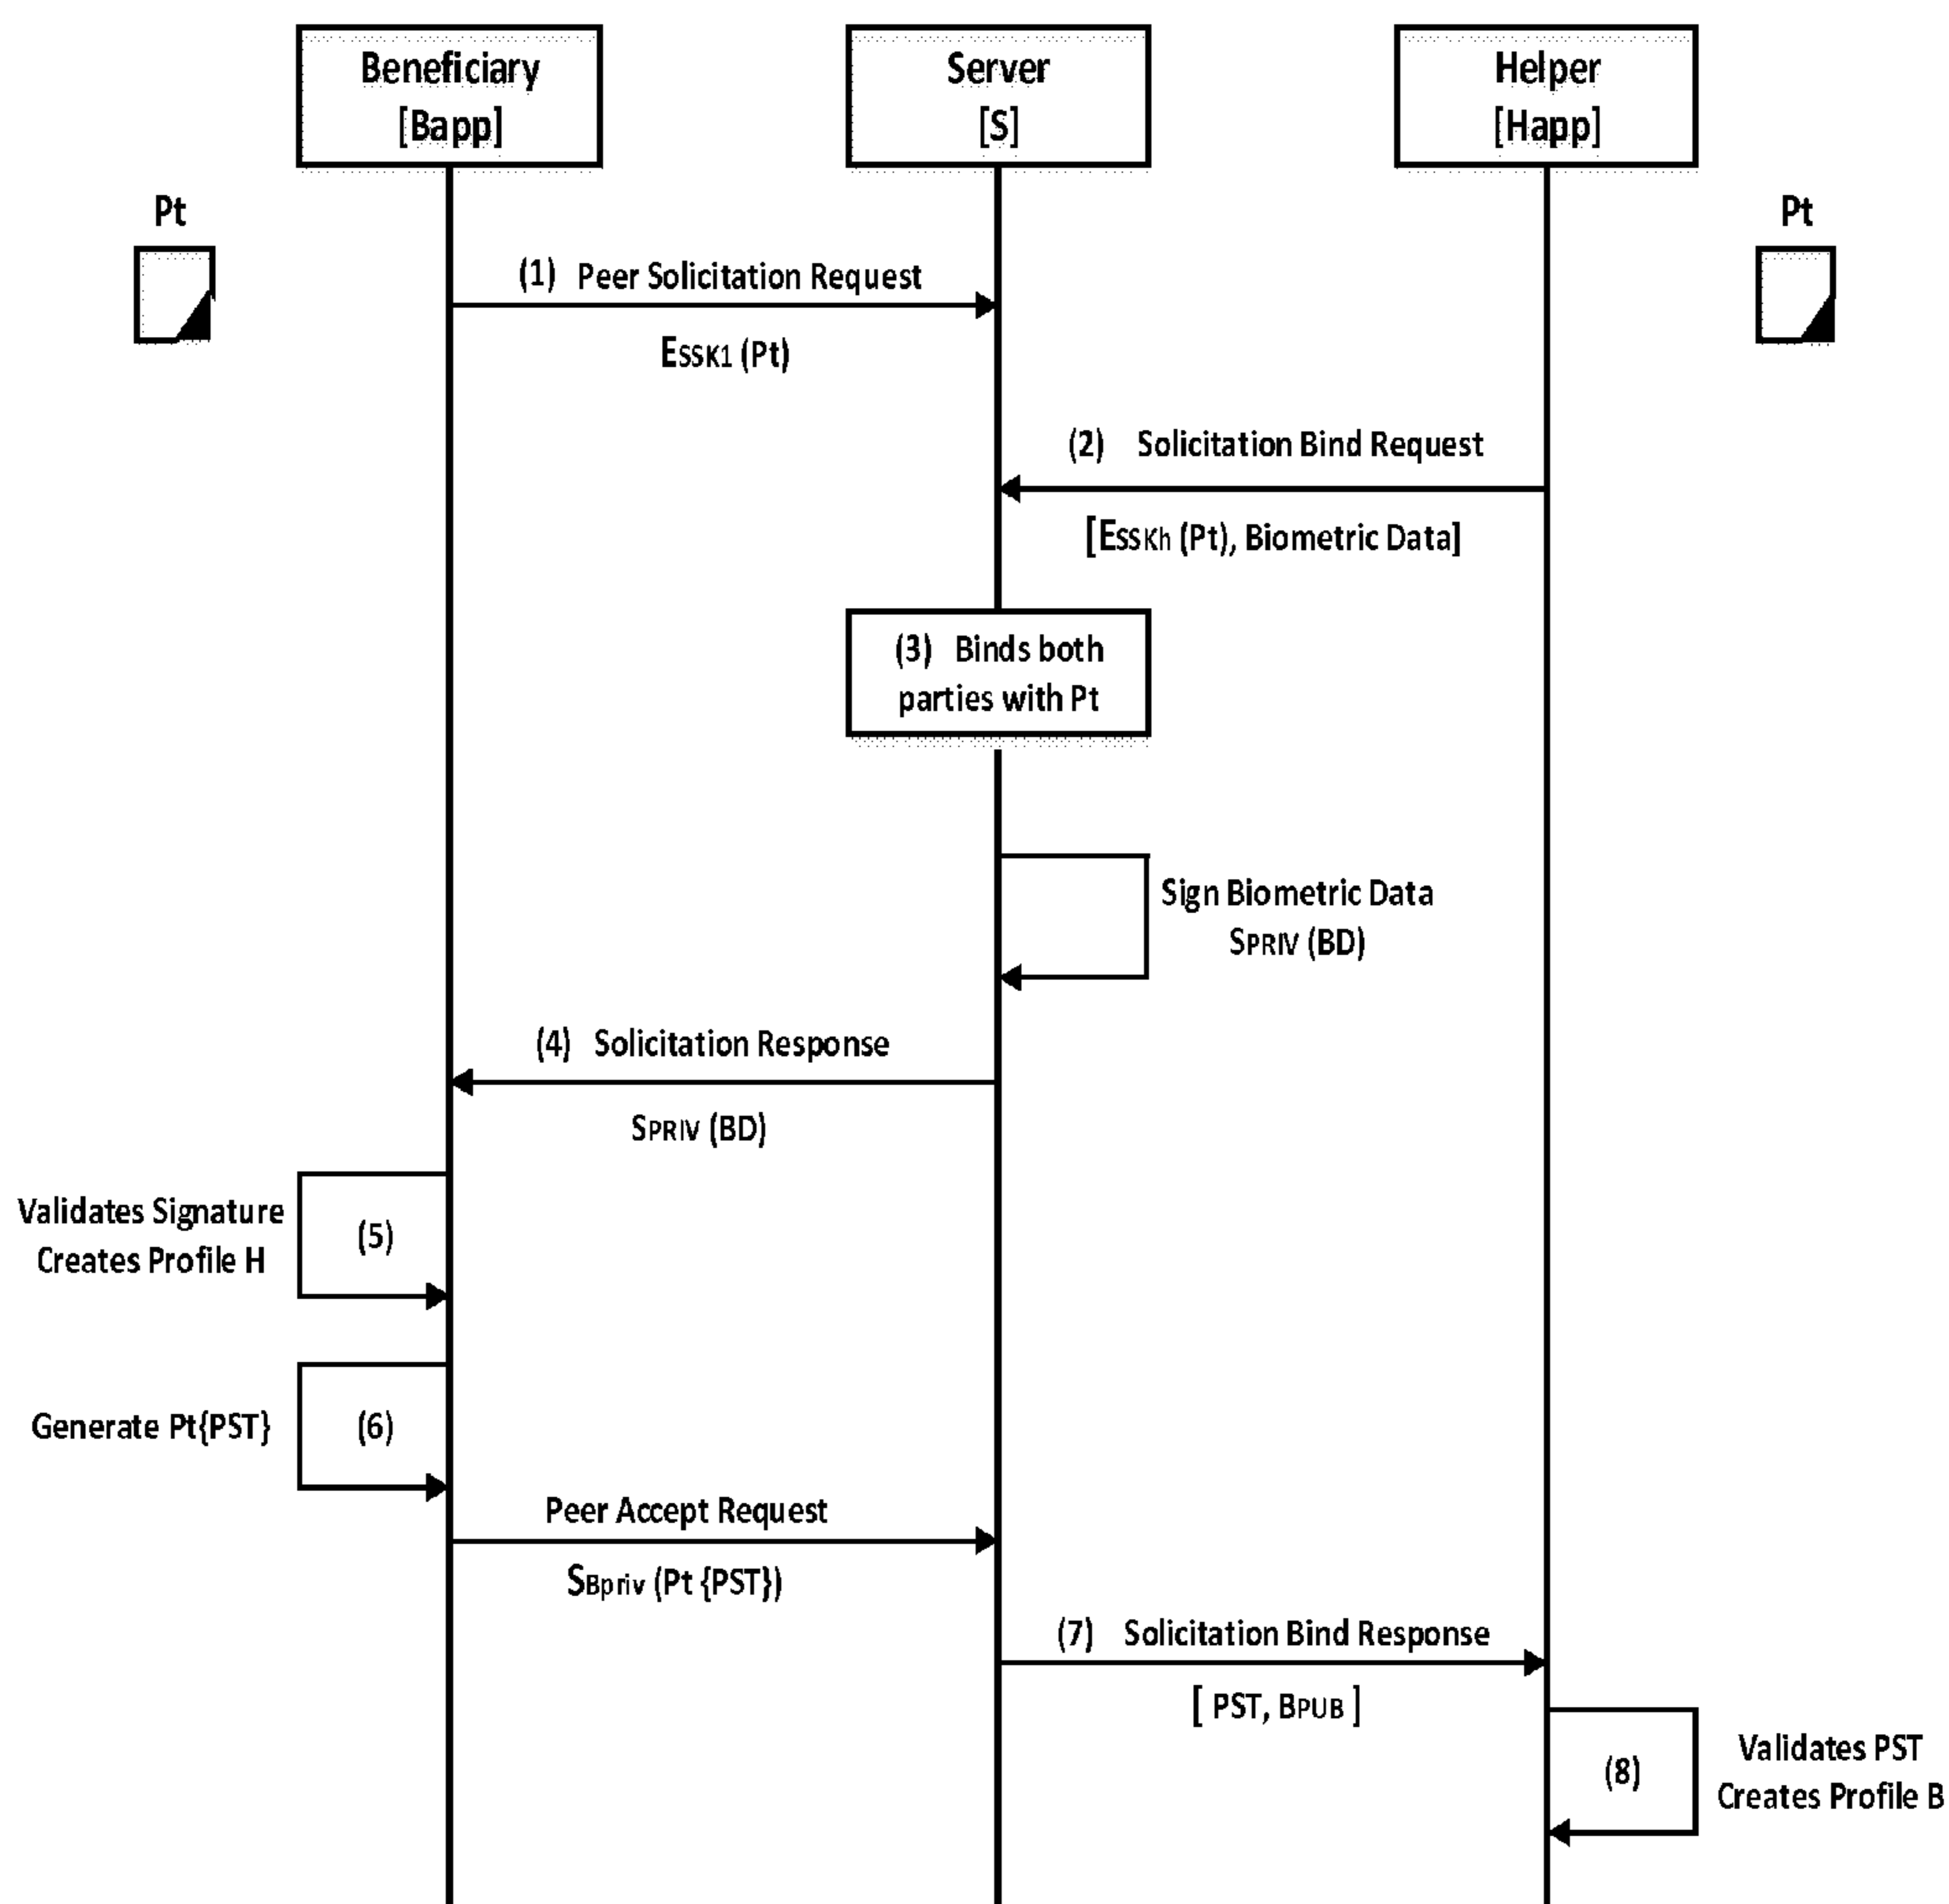 Beneficiary
[Bapp]
Server
[S]
Helper
[Happ]
Pt
Pt
(1) Peer Solicitation Request
ESSK1 (Pt)
(2) Solicitation Bind Request
[ESSKh (Pt), Biometric Data]
(3) Binds both
parties with Pt
Sign Biometric Data
SPRIV (BD)
(4) Solicitation Response
SPRIV (BD)
Validates Signature
Creates Profile H
(5)
Generate Pt{PST}
(6)
Peer Accept Request
SBpriv (Pt {PST})
(7) Solicitation Bind Response
[ PST, BPUB ]
(8)
Validates PST
Creates Profile B